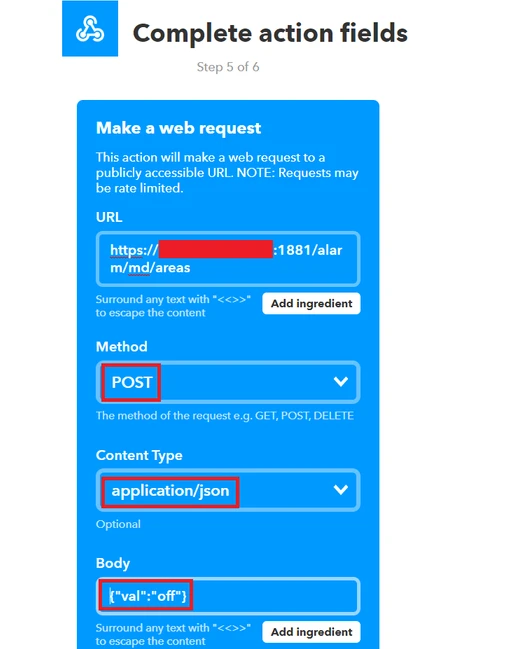 Complete action fields
Step 5 of 6
Make a web request
This action will make a web request to a
publicly accessible URL. NOTE: Requests may
be rate limited.
URL
https:// :1881/alar
m/md/areas
Surround any text with "<<>>"
to escape the content
Add ingredient
Method
POST
The method of the request e.g. GET, POST, DELETE
Content Type
application/json
Optional
Body
{"val":"off"}
Surround any text with "<<>>"
to escape the content
Add ingredient